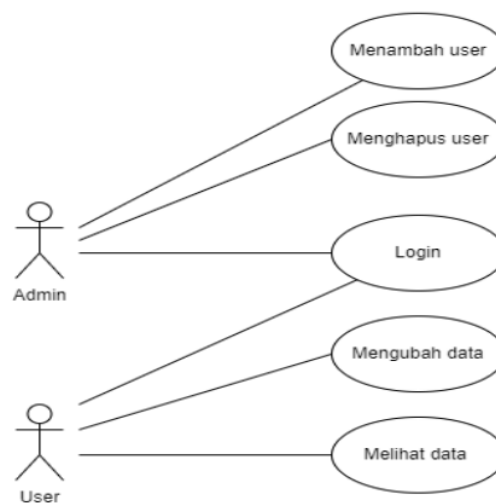 Menambah user
Menghapus user
Login
Admin
Mengubah data
Melihat data
User